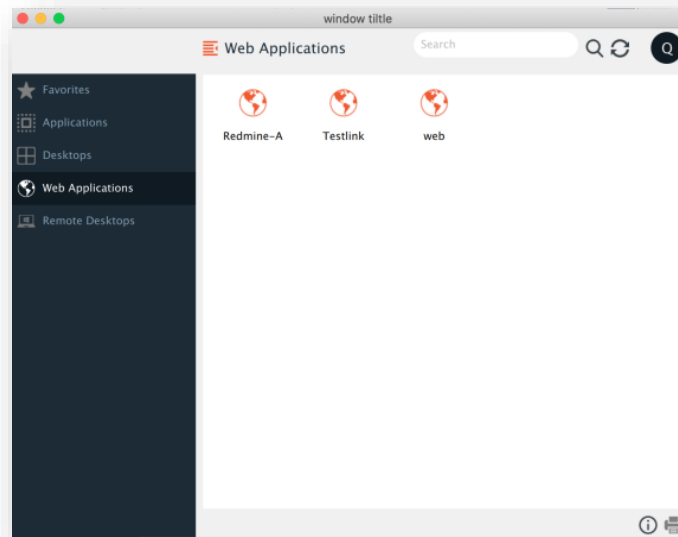 window tiltle
Web Applications
Search
Q
Favorites
Applications
Desktops
Web Applications
Remote Desktops
Redmine-A
Testlink
web